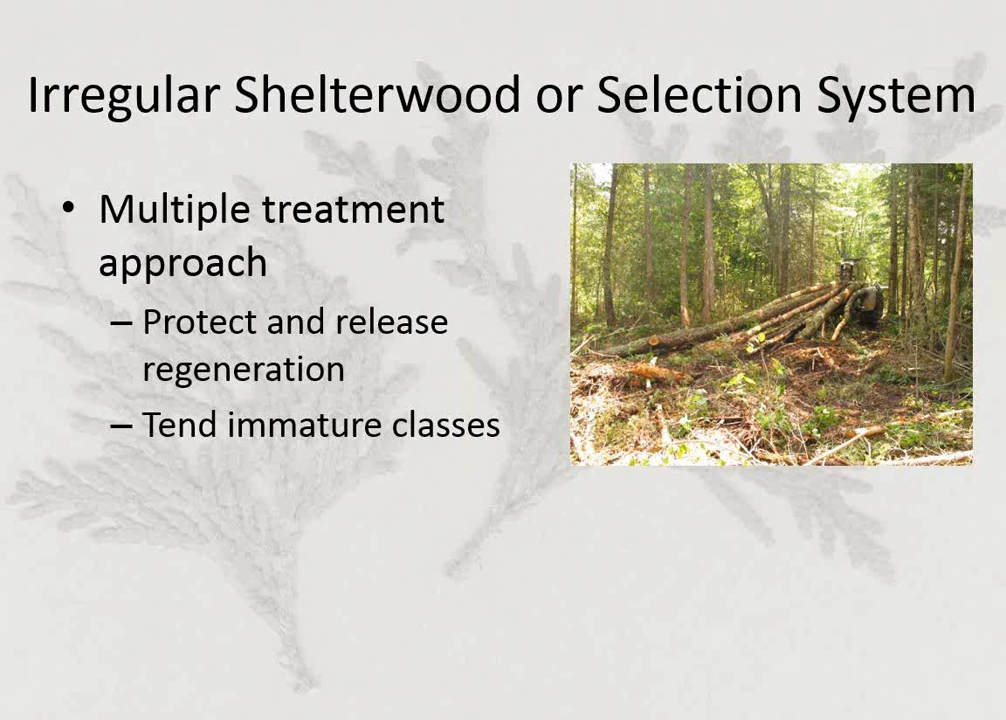 Irregular Shelterwood or Selection System
• Multiple treatment
approach
– Protect and release
regeneration
– Tend immature classes